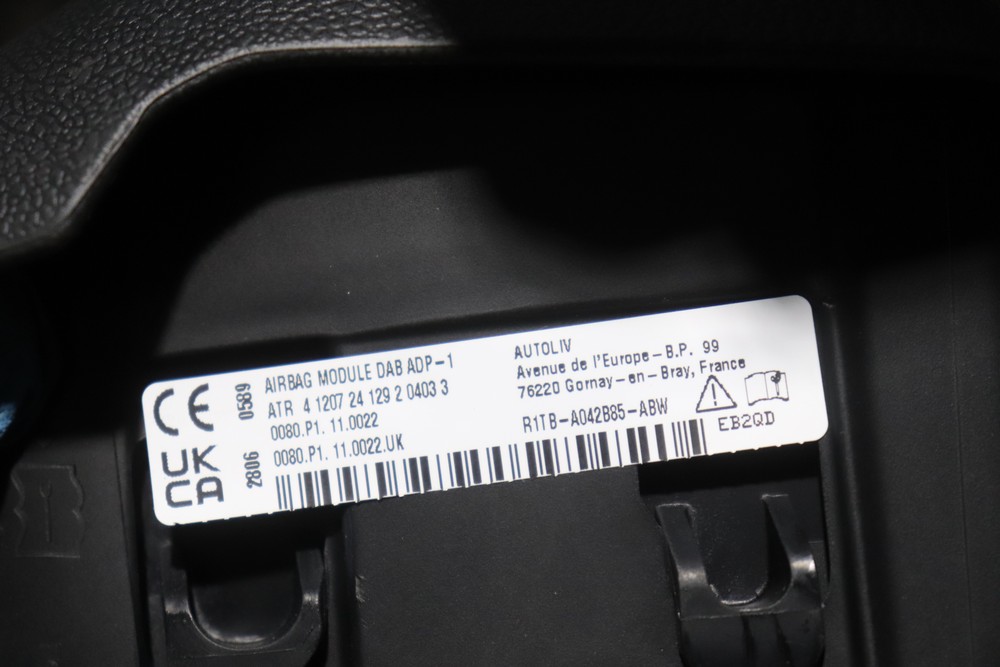 CE 0589
UK
CA 2806
AIRBAG MODULE DAB ADP-1
ATR 4 1207 24 129 2 0403 3
0080.P1. 11.0022
0080.P1. 11.0022.UK
AUTOLIV
Avenue de l'Europe-B.P. 99
76220 Gornay-en-Bray, France
R1TB-A042B85-ABW
EB2QD